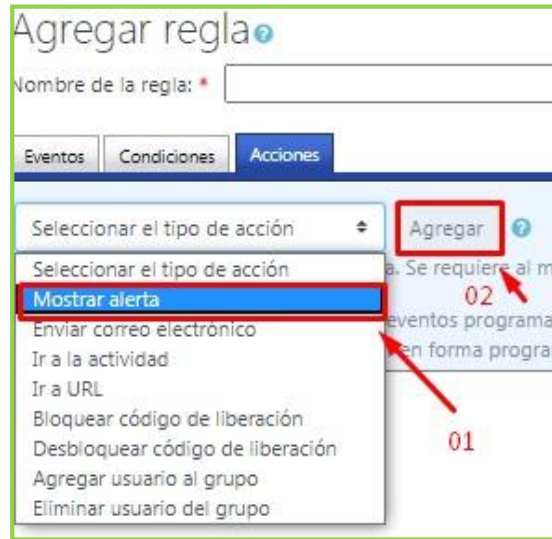 Agregar regla
Nombre de la regla: *
Eventos Condiciones Acciones
Seleccionar el tipo de acción Agregar
Seleccionar el tipo de acción a. Se requiere al m
Mostrar alerta 02
Enviar correo electrónico eventos programa
Ir a la actividad en forma progra
Ir a URL
Bloquear código de liberación
Desbloquear código de liberación 01
Agregar usuario al grupo
Eliminar usuario del grupo